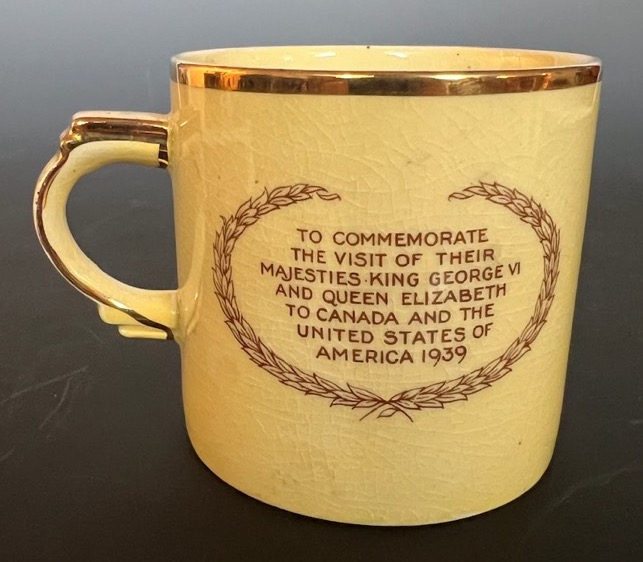 TO COMMEMORATE
THE VISIT OF THEIR
MAJESTIES·KING GEORGE VI
AND QUEEN ELIZABETH
TO CANADA AND THE
UNITED STATES OF
AMERICA 1939